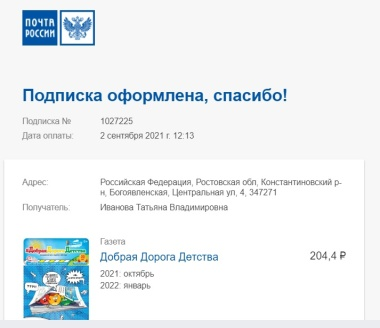 ПОЧТА
РОССИИ
Подписка оформлена, спасибо!
Подписка № 1027225
Дата оплаты: 2 сентября 2021 г. 12:13
Адрес: Российская Федерация, Ростовская обл, Константиновский р-
н, Богоявленская, Центральная ул, 4, 347271
Получатель: Иванова Татьяна Владимировна
Газета
Добрая Дорога Детства 204,4 ₽
2021: октябрь
2022: январь